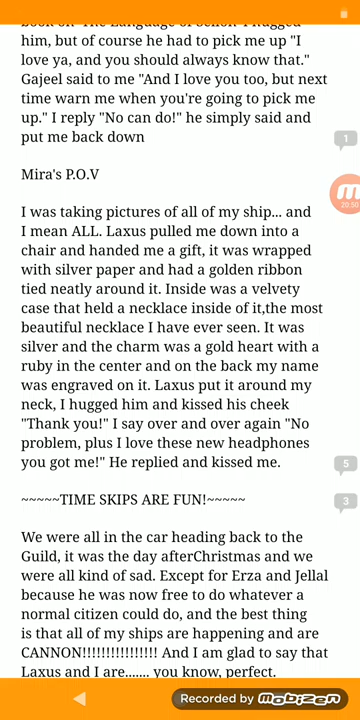 him, but of course he had to pick me up "I
love ya, and you should always know that."
Gajeel said to me "And I love you too, but next
time warn me when you're going to pick me
up." I reply "No can do!" he simply said and
put me back down
1
Mira's P.O.V
20:50
I was taking pictures of all of my ship... and
I mean ALL. Laxus pulled me down into a
chair and handed me a gift, it was wrapped
with silver paper and had a golden ribbon
tied neatly around it. Inside was a velvety
case that held a necklace inside of it,the most
beautiful necklace I have ever seen. It was
silver and the charm was a gold heart with a
ruby in the center and on the back my name
was engraved on it. Laxus put it around my
neck, I hugged him and kissed his cheek
"Thank you!" I say over and over again "No
problem, plus I love these new headphones
you got me!" He replied and kissed me.
5
~~~~~TIME SKIPS ARE FUN!~~~~~
3
We were all in the car heading back to the
Guild, it was the day afterChristmas and we
were all kind of sad. Except for Erza and Jellal
because he was now free to do whatever a
normal citizen could do, and the best thing
is that all of my ships are happening and are
CANNON!!!!!!!!!!!!!!!! And I am glad to say that
Laxus and I are....... you know, perfect.
Recorded by mobizen